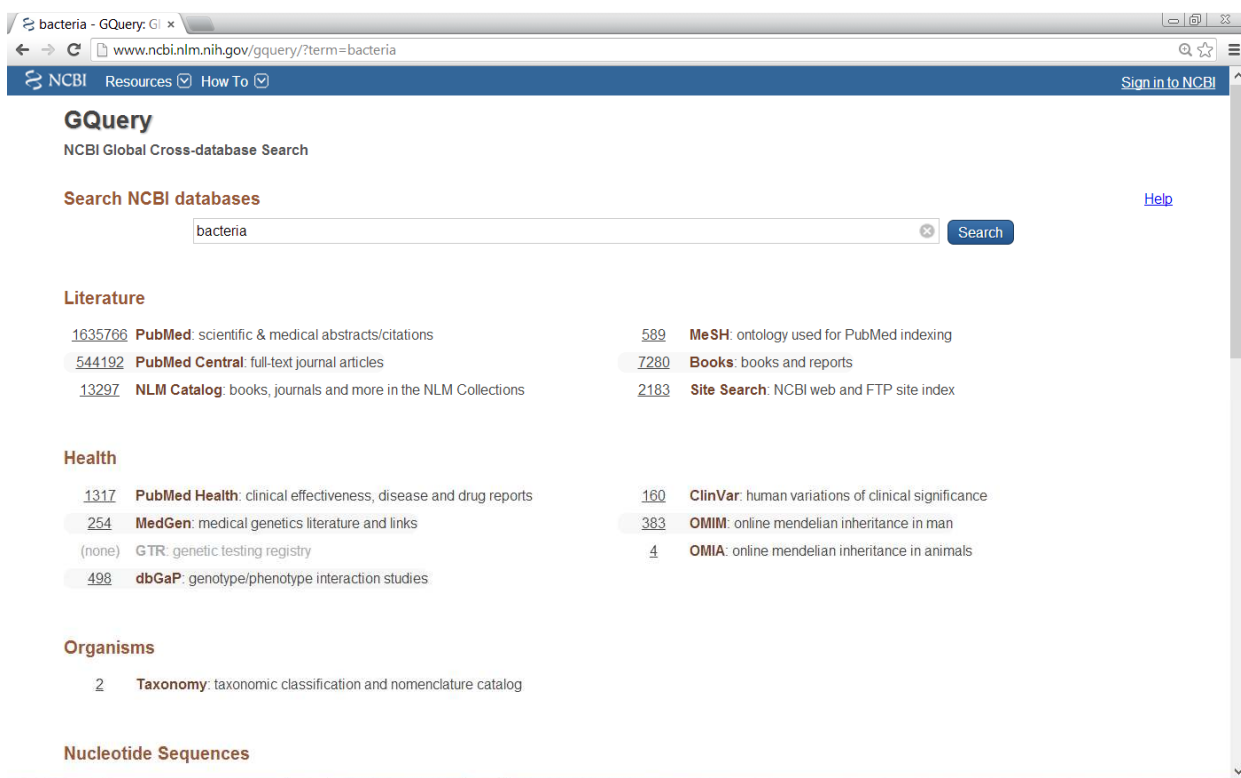 bacteria - GQuery: Gl
www.ncbi.nlm.nih.gov/gquery/?term=bacteria
NCBI Resources How To Sign in to NCBI
GQuery
NCBI Global Cross-database Search
Search NCBI databases Help
bacteria Search
Literature
1635766 PubMed: scientific & medical abstracts/citations
544192 PubMed Central: full-text journal articles
13297 NLM Catalog: books, journals and more in the NLM Collections
589 MeSH: ontology used for PubMed indexing
7280 Books: books and reports
2183 Site Search: NCBI web and FTP site index
Health
1317 PubMed Health: clinical effectiveness, disease and drug reports
254 MedGen: medical genetics literature and links
(none) GTR: genetic testing registry
498 dbGaP: genotype/phenotype interaction studies
160 ClinVar: human variations of clinical significance
383 OMIM: online mendelian inheritance in man
4 OMIA: online mendelian inheritance in animals
Organisms
2 Taxonomy: taxonomic classification and nomenclature catalog
Nucleotide Sequences